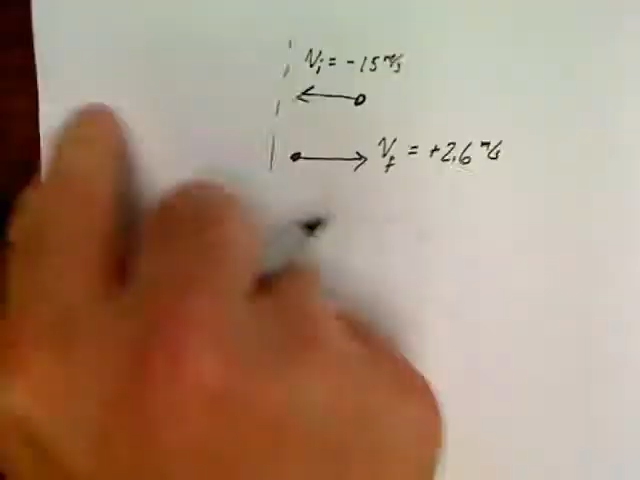 Vi = -15 m/s
Vf = +2.6 m/s